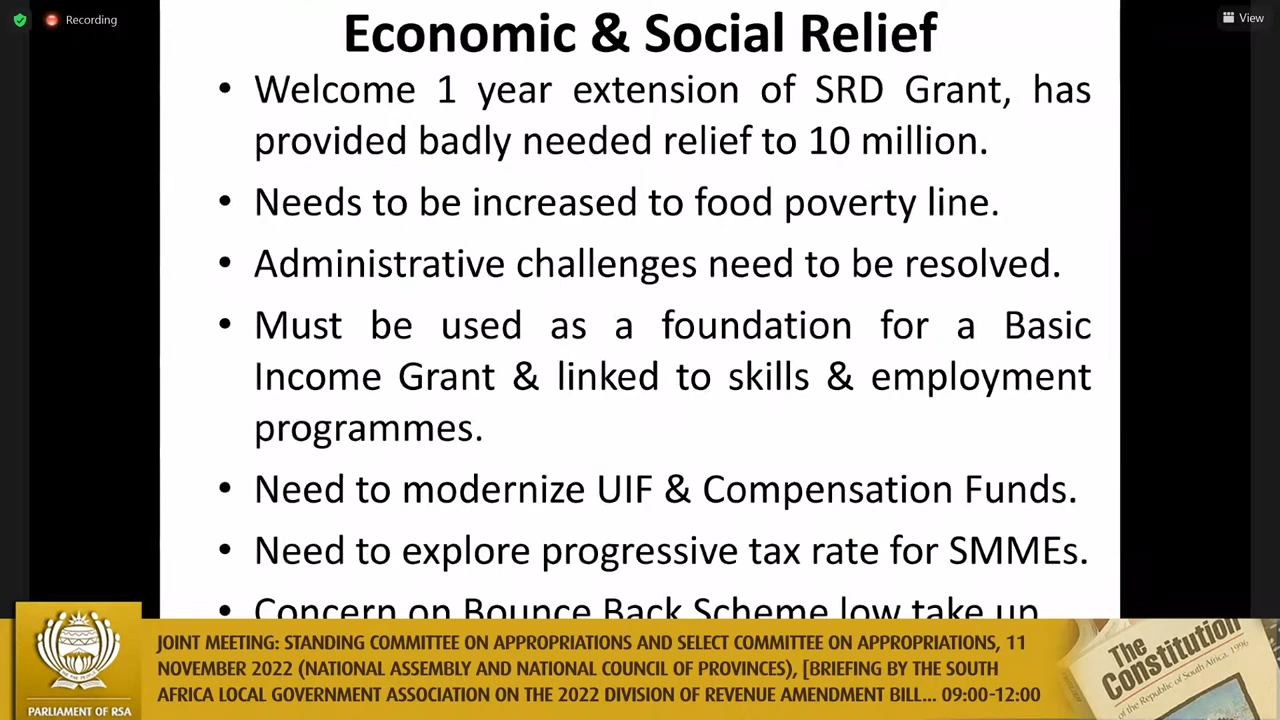 Recording
View
Economic & Social Relief
• Welcome 1 year extension of SRD Grant, has
provided badly needed relief to 10 million.
• Needs to be increased to food poverty line.
• Administrative challenges need to be resolved.
• Must be used as a foundation for a Basic
Income Grant & linked to skills & employment
programmes.
• Need to modernize UIF & Compensation Funds.
• Need to explore progressive tax rate for SMMEs.
• Concern on Bounce Back Scheme low take up
JOINT MEETING: STANDING COMMITTEE ON APPROPRIATIONS AND SELECT COMMITTEE ON APPROPRIATIONS, 11
NOVEMBER 2022 (NATIONAL ASSEMBLY AND NATIONAL COUNCIL OF PROVINCES), [BRIEFING BY THE SOUTH
AFRICA LOCAL GOVERNMENT ASSOCIATION ON THE 2022 DIVISION OF REVENUE AMENDMENT BILL... 09:00-12:00
PARLIAMENT OF RSA
The
Constitution
of the Republic of South Africa, 1996